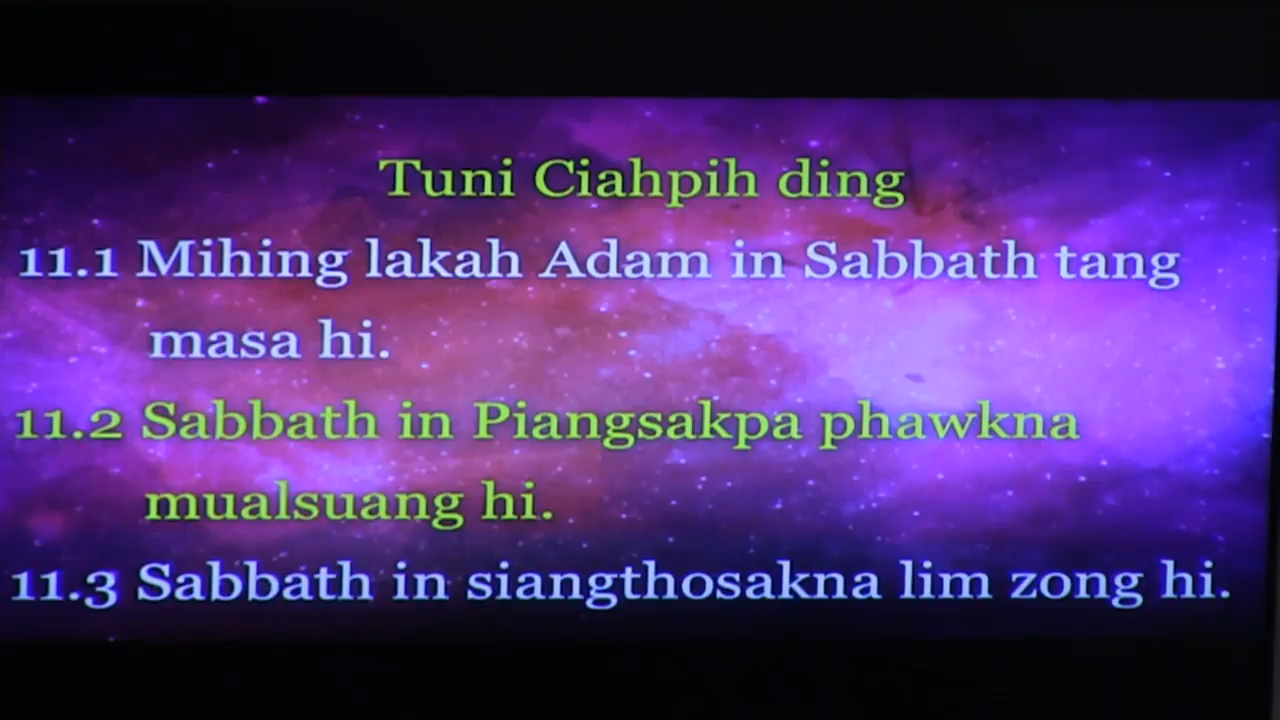 Tuni Ciahpih ding
11.1 Mihing lakah Adam in Sabbath tang
masa hi.
11.2 Sabbath in Piangsakpa phawkna
mualsuang hi.
11.3 Sabbath in siangthosakna lim zong hi.